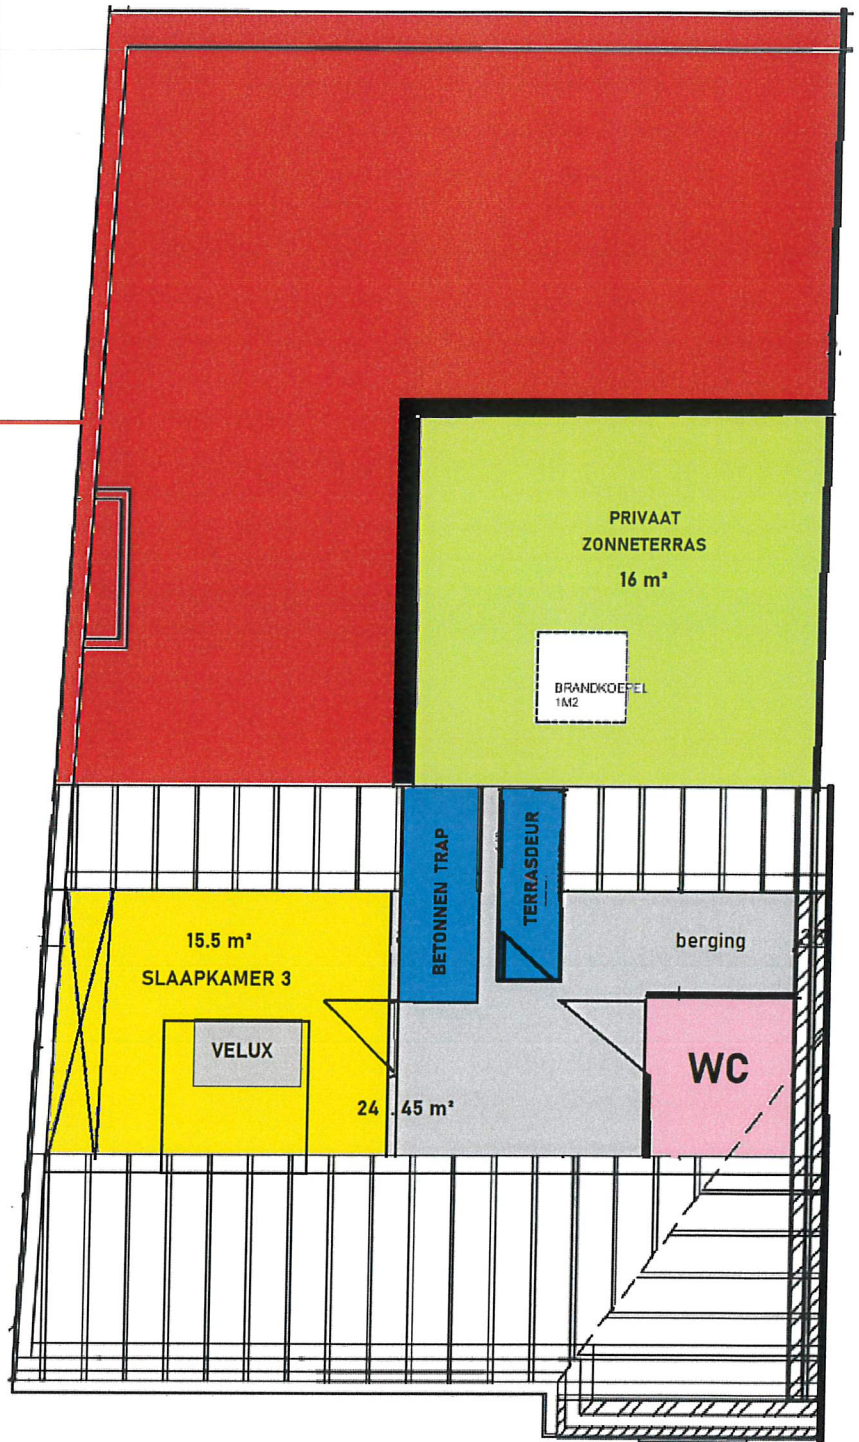 PRIVAAT
ZONNETERRAS
16 m²
BRANDKOEPEL
1M2
BETONNEN TRAP
TERRASDEUR
15.5 m²
SLAAPKAMER 3
berging
VELUX
WC
24 . 45 m²